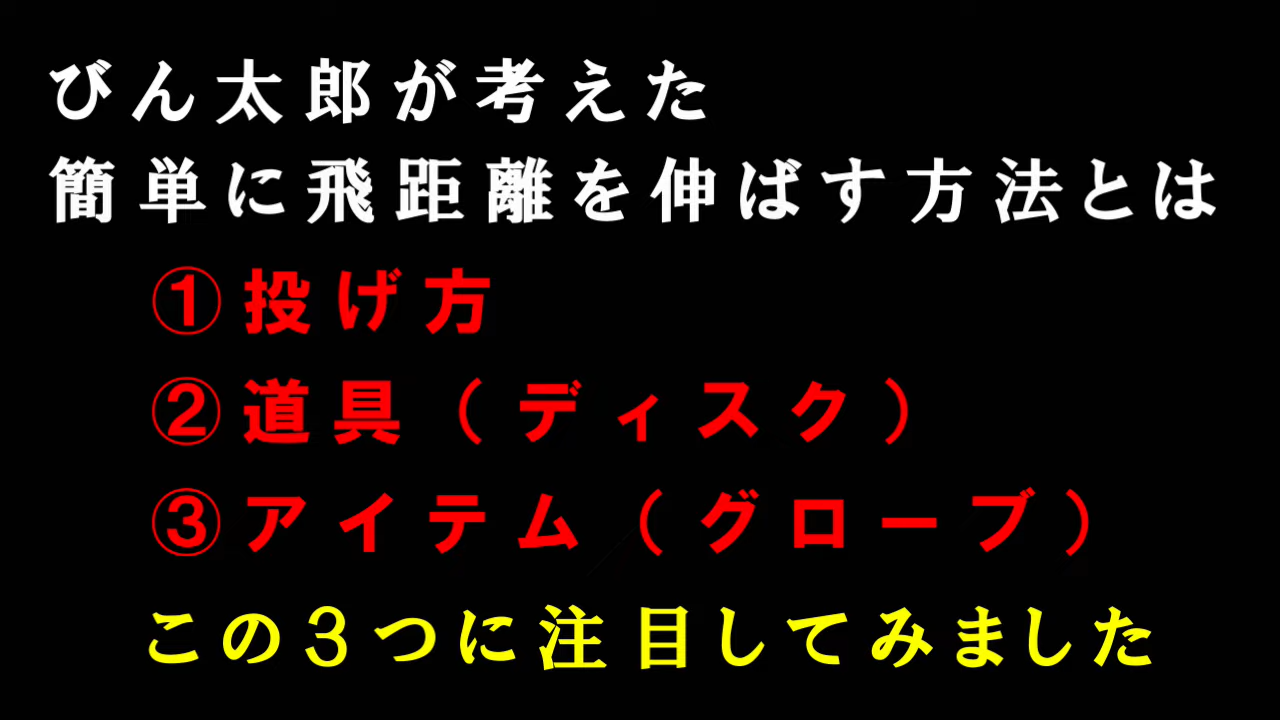 びん太郎が考えた
簡単に飛距離を伸ばす方法とは
①投げ方
②道具（ディスク）
③アイテム（グローブ）
この３つに注目してみました